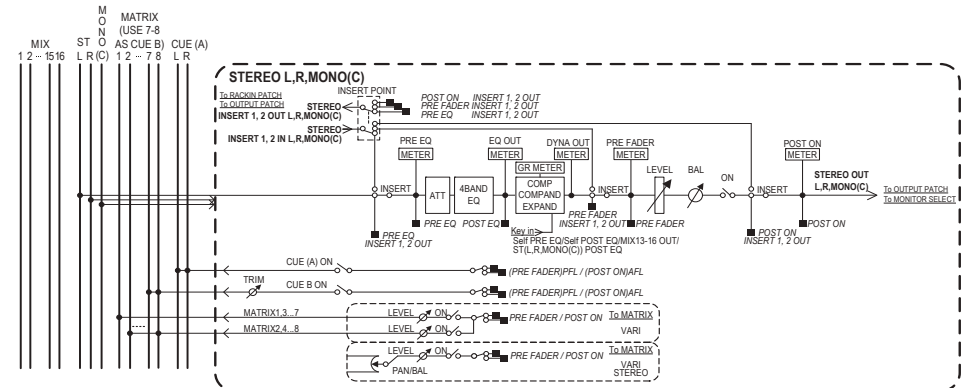 M
O
N
O
(C)
MIX
1 2 ··· 15 16
ST
L R
MATRIX
(USE 7-8
AS CUE B)
1 2 ··· 7 8
CUE (A)
L R
STEREO L,R,MONO(C)
To RACKIN PATCH
To OUTPUT PATCH
INSERT POINT
STEREO
INSERT 1, 2 OUT L,R,MONO(C)
STEREO
INSERT 1, 2 IN L,R,MONO(C)
POST ON INSERT 1, 2 OUT
PRE FADER INSERT 1, 2 OUT
PRE EQ INSERT 1, 2 OUT
PRE EQ
METER
EQ OUT
METER
DYNA OUT
METER
GR METER
PRE FADER
METER
POST ON
METER
INSERT
ATT
4BAND
EQ
COMP
COMPAND
EXPAND
INSERT
LEVEL
BAL
ON
INSERT
STEREO OUT
L,R,MONO(C)
To OUTPUT PATCH
To MONITOR SELECT
PRE EQ
INSERT 1, 2 OUT
PRE EQ
POST EQ
PRE FADER
INSERT 1, 2 OUT
PRE FADER
POST ON
INSERT 1, 2 OUT
POST ON
Key in
Self PRE EQ/Self POST EQ/MIX13-16 OUT/
ST(L,R,MONO(C)) POST EQ
CUE (A) ON
(PRE FADER)PFL / (POST ON)AFL
TRIM
CUE B ON
(PRE FADER)PFL / (POST ON)AFL
MATRIX1,3...7
LEVEL
ON
PRE FADER / POST ON
To MATRIX
VARI
MATRIX2,4...8
LEVEL
ON
LEVEL
ON
PAN/BAL
PRE FADER / POST ON
To MATRIX
VARI
STEREO